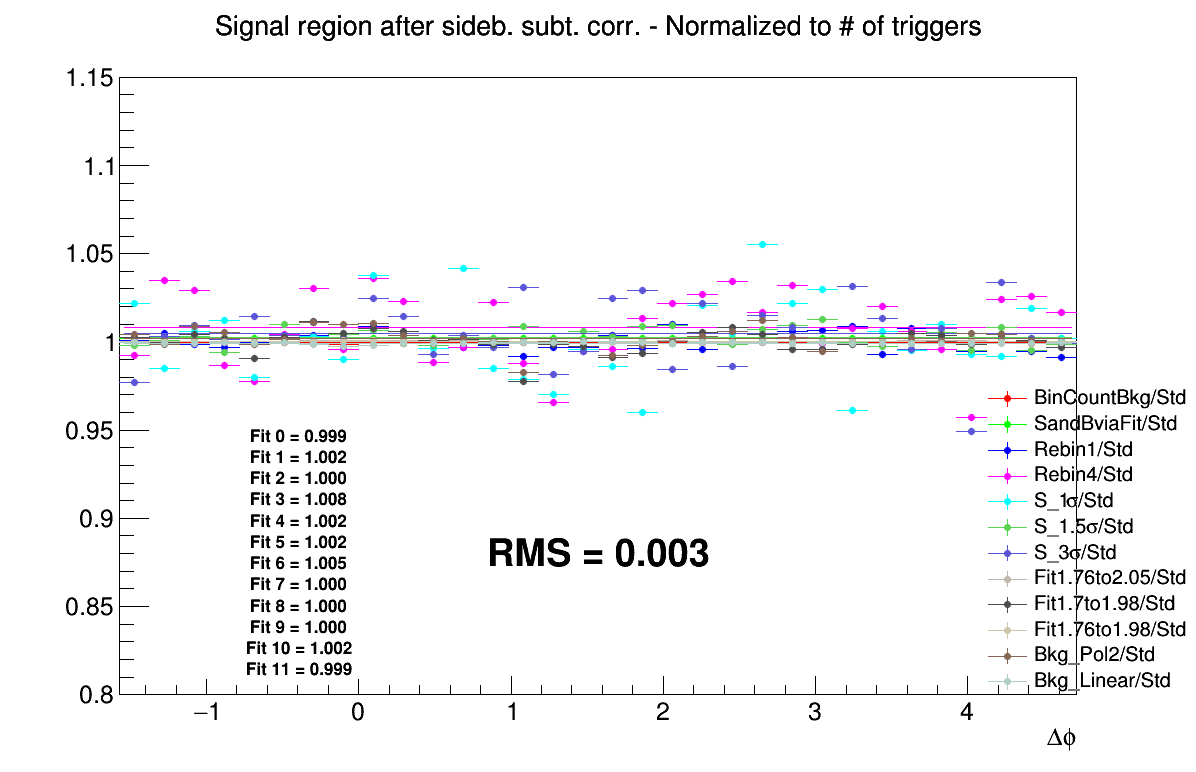 Signal region after sideb. subt. corr. - Normalized to # of triggers
1.15
1.1
1.05
1
0.95
0.9
0.85
0.8
BinCountBkg/Std
SandBviaFit/Std
Rebin1/Std
Rebin4/Std
S_1σ/Std
S_1.5σ/Std
S_3σ/Std
Fit1.76to2.05/Std
Fit1.7to1.98/Std
Fit1.76to1.98/Std
Bkg_Pol2/Std
Bkg_Linear/Std
Fit 0 = 0.999
Fit 1 = 1.002
Fit 2 = 1.000
Fit 3 = 1.008
Fit 4 = 1.002
Fit 5 = 1.002
Fit 6 = 1.005
Fit 7 = 1.000
Fit 8 = 1.000
Fit 9 = 1.000
Fit 10 = 1.002
Fit 11 = 0.999
RMS = 0.003
−1 0 1 2 3 4
Δϕ